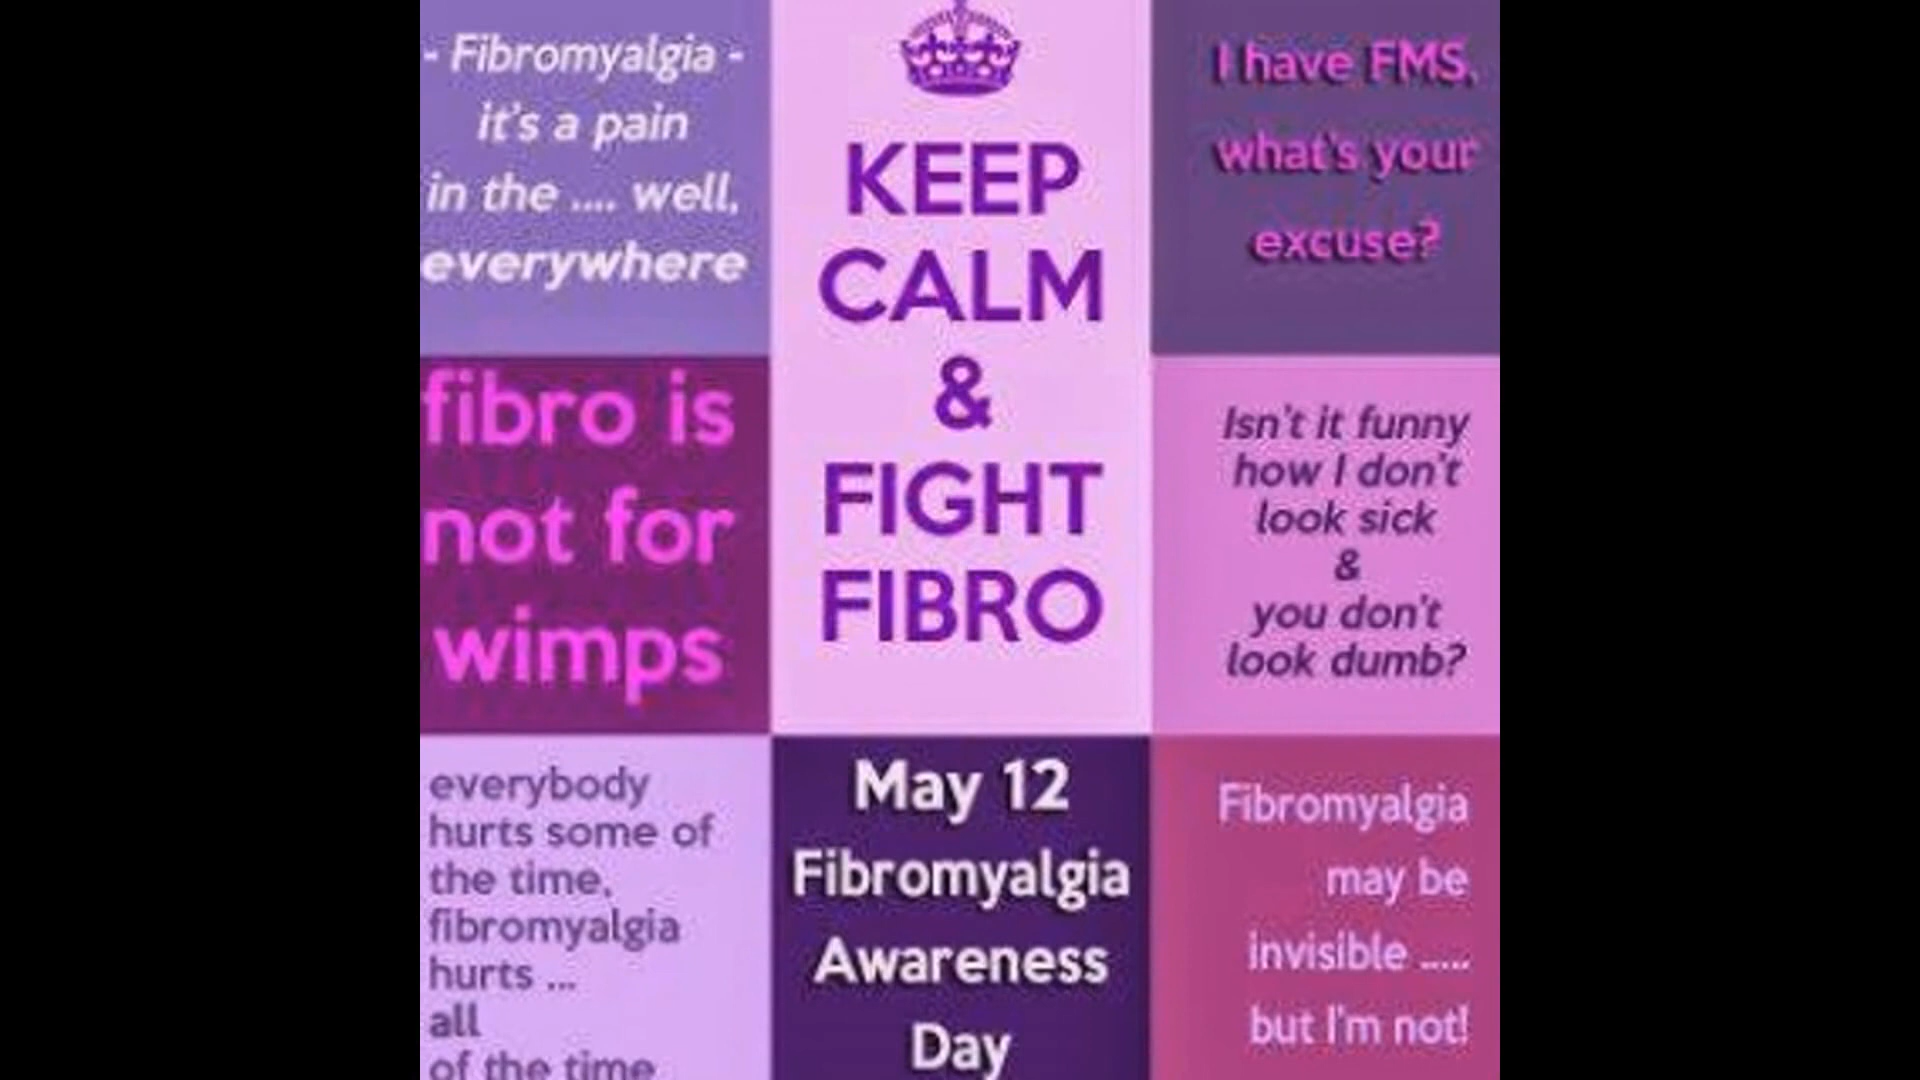 - Fibromyalgia -
it's a pain
in the .... well,
everywhere
KEEP
CALM
&
FIGHT
FIBRO
I have FMS,
what's your
excuse?
fibro is
not for
wimps
Isn't it funny
how I don't
look sick
&
you don't
look dumb?
everybody
hurts some of
the time,
fibromyalgia
hurts ...
all
of the time
May 12
Fibromyalgia
Awareness
Day
Fibromyalgia
may be
invisible .....
but I'm not!